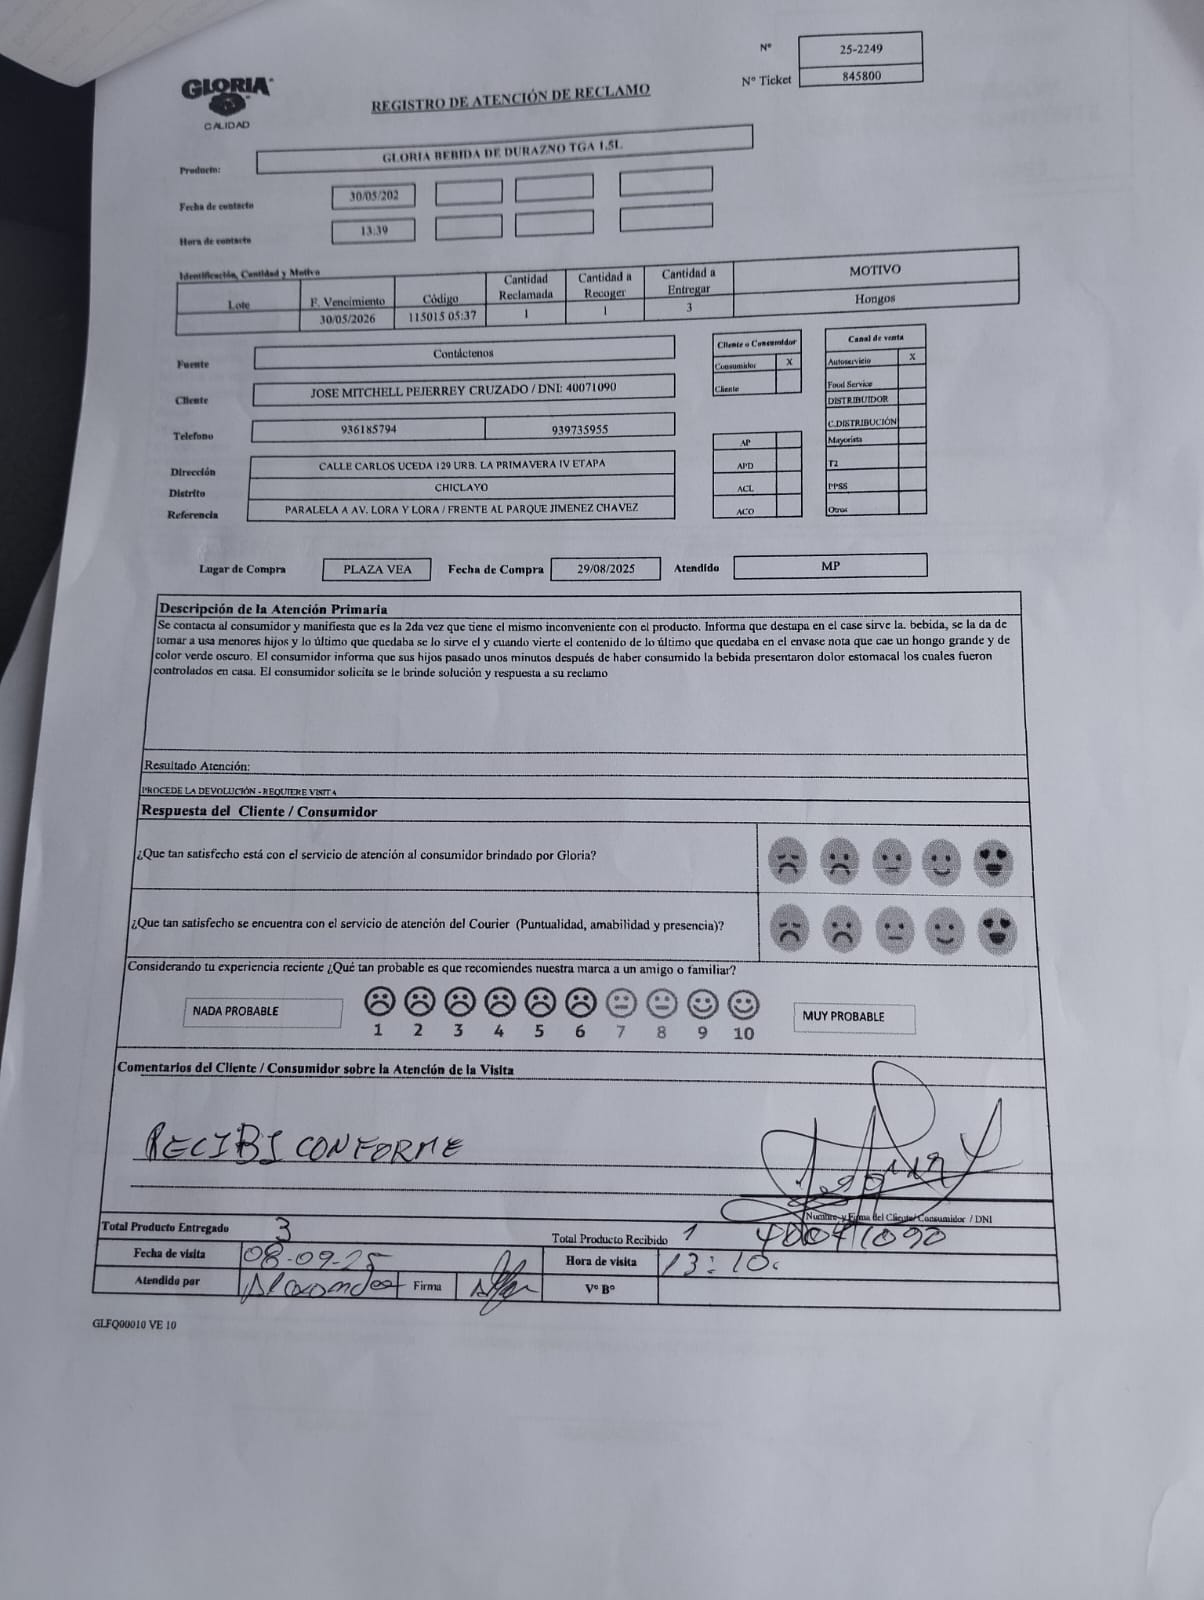 Nº 25-2249
Nº Ticket 845800
GLORIA
CALIDAD
REGISTRO DE ATENCIÓN DE RECLAMO
Producto: GLORIA BEBIDA DE DURAZNO TGA 1.5L
Fecha de contacto 30/05/202
Hora de contacto 13:39
Identificación, Cantidad y Motivo
Lote F. Vencimiento Código Cantidad Reclamada Cantidad a Recoger Cantidad a Entregar MOTIVO
30/05/2026 115015 05:37 1 1 3 Hongos
Fuente Contáctenos
Cliente JOSE MITCHELL PEJERREY CRUZADO / DNI: 40071090
Telefono 936185794 939735955
Dirección CALLE CARLOS UCEDA 129 URB. LA PRIMAVERA IV ETAPA
Distrito CHICLAYO
Referencia PARALELA A AV. LORA Y LORA / FRENTE AL PARQUE JIMENEZ CHAVEZ
Cliente o Consumidor
Consumidor X
Cliente
AP
APD
ACL
ACO
Canal de venta
Autoservicio X
Food Service
DISTRIBUIDOR
C.DISTRIBUCIÓN
Mayorista
T2
PPSS
Otros
Lugar de Compra PLAZA VEA Fecha de Compra 29/08/2025 Atendido MP
Descripción de la Atención Primaria
Se contacta al consumidor y manifiesta que es la 2da vez que tiene el mismo inconveniente con el producto. Informa que destapa en el case sirve la. bebida, se la da de
tomar a usa menores hijos y lo último que quedaba se lo sirve el y cuando vierte el contenido de lo último que quedaba en el envase nota que cae un hongo grande y de
color verde oscuro. El consumidor informa que sus hijos pasado unos minutos después de haber consumido la bebida presentaron dolor estomacal los cuales fueron
controlados en casa. El consumidor solicita se le brinde solución y respuesta a su reclamo
Resultado Atención:
PROCEDE LA DEVOLUCIÓN - REQUIERE VISITA
Respuesta del Cliente / Consumidor
¿Que tan satisfecho está con el servicio de atención al consumidor brindado por Gloria?
¿Que tan satisfecho se encuentra con el servicio de atención del Courier (Puntualidad, amabilidad y presencia)?
Considerando tu experiencia reciente ¿Qué tan probable es que recomiendes nuestra marca a un amigo o familiar?
NADA PROBABLE
1 2 3 4 5 6 7 8 9 10
MUY PROBABLE
Comentarios del Cliente / Consumidor sobre la Atención de la Visita
RECIBI CONFORME
Nombre y Firma del Cliente/ Consumidor / DNI
40071090
Total Producto Entregado 3 Total Producto Recibido 1
Fecha de visita 08-09-25 Hora de visita 13:10
Atendido por Firma Vº Bº
GLFQ00010 VE 10